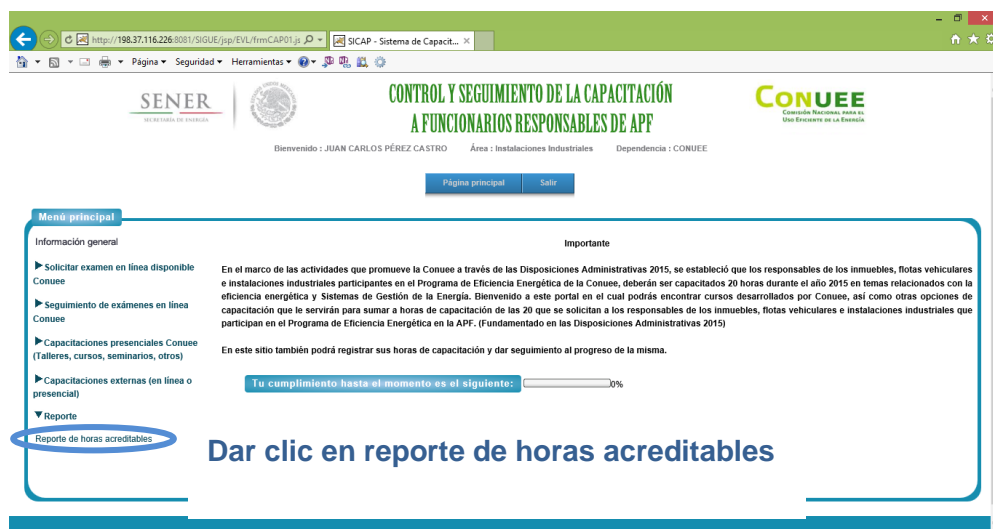 http://198.37.116.226:8081/SIGUE/jsp/EVL/frmCAP01.js
SICAP - Sistema de Capacit...
Página Seguridad Herramientas
SENER
SECRETARÍA DE ENERGÍA
CONTROL Y SEGUIMIENTO DE LA CAPACITACIÓN
A FUNCIONARIOS RESPONSABLES DE APF
CONUEE
COMISIÓN NACIONAL PARA EL
USO EFICIENTE DE LA ENERGÍA
Bienvenido : JUAN CARLOS PÉREZ CASTRO Área : Instalaciones Industriales Dependencia : CONUEE
Página principal Salir
Menú principal
Información general
Solicitar examen en línea disponible
Conuee
Seguimiento de exámenes en línea
Conuee
Capacitaciones presenciales Conuee
(Talleres, cursos, seminarios, otros)
Capacitaciones externas (en línea o
presencial)
Reporte
Reporte de horas acreditables
Importante
En el marco de las actividades que promueve la Conuee a través de las Disposiciones Administrativas 2015, se estableció que los responsables de los inmuebles, flotas vehiculares
e instalaciones industriales participantes en el Programa de Eficiencia Energética de la Conuee, deberán ser capacitados 20 horas durante el año 2015 en temas relacionados con la
eficiencia energética y Sistemas de Gestión de la Energía. Bienvenido a este portal en el cual podrás encontrar cursos desarrollados por Conuee, así como otras opciones de
capacitación que le servirán para sumar a horas de capacitación de las 20 que se solicitan a los responsables de los inmuebles, flotas vehiculares e instalaciones industriales que
participan en el Programa de Eficiencia Energética en la APF. (Fundamentado en las Disposiciones Administrativas 2015)
En este sitio también podrá registrar sus horas de capacitación y dar seguimiento al progreso de la misma.
Tu cumplimiento hasta el momento es el siguiente: 0%
Dar clic en reporte de horas acreditables